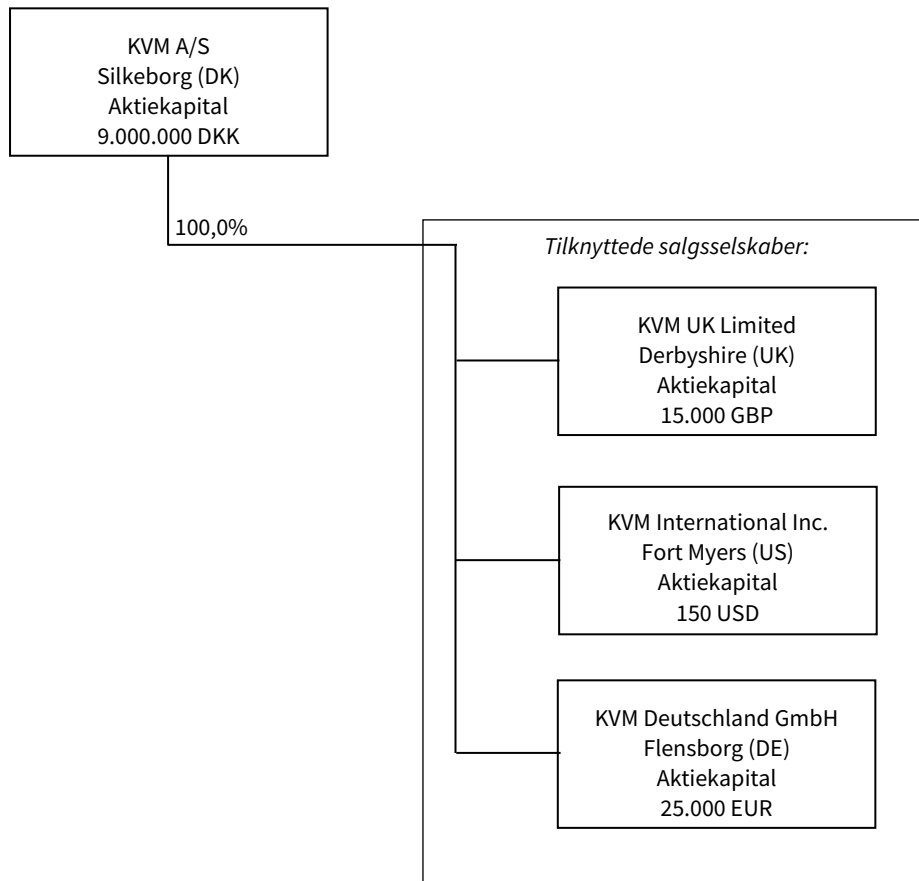 KVM A/S
Silkeborg (DK)
Aktiekapital
9.000.000 DKK
100,0%
Tilknyttede salgsselskaber:
KVM UK Limited
Derbyshire (UK)
Aktiekapital
15.000 GBP
KVM International Inc.
Fort Myers (US)
Aktiekapital
150 USD
KVM Deutschland GmbH
Flensborg (DE)
Aktiekapital
25.000 EUR